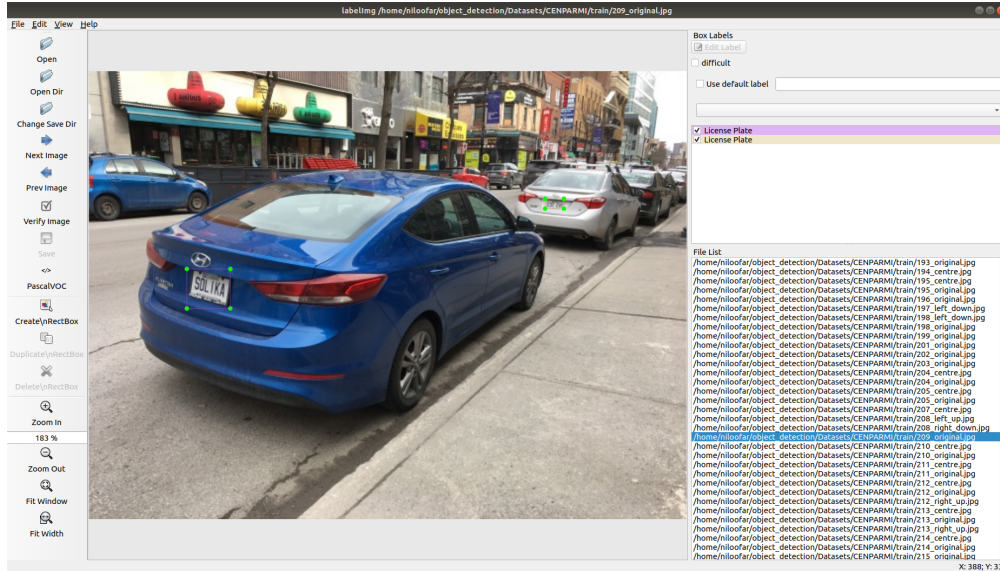 labelImg /home/niloofar/object_detection/Datasets/CENPARMI/train/209_original.jpg
File Edit View Help
Open
Open Dir
Change Save Dir
Next Image
Prev Image
Verify Image
Save
</>
PascalVOC
Create\nRectBox
Duplicate\nRectBox
Delete\nRectBox
Zoom In
183 %
Zoom Out
Fit Window
Fit Width
SOLIKA
Box Labels
Edit Label
difficult
Use default label
License Plate
License Plate
File List
/home/niloofar/object_detection/Datasets/CENPARMI/train/193_original.jpg
/home/niloofar/object_detection/Datasets/CENPARMI/train/194_centre.jpg
/home/niloofar/object_detection/Datasets/CENPARMI/train/195_centre.jpg
/home/niloofar/object_detection/Datasets/CENPARMI/train/195_original.jpg
/home/niloofar/object_detection/Datasets/CENPARMI/train/196_original.jpg
/home/niloofar/object_detection/Datasets/CENPARMI/train/197_left_down.jpg
/home/niloofar/object_detection/Datasets/CENPARMI/train/198_left_down.jpg
/home/niloofar/object_detection/Datasets/CENPARMI/train/198_original.jpg
/home/niloofar/object_detection/Datasets/CENPARMI/train/199_original.jpg
/home/niloofar/object_detection/Datasets/CENPARMI/train/201_original.jpg
/home/niloofar/object_detection/Datasets/CENPARMI/train/202_original.jpg
/home/niloofar/object_detection/Datasets/CENPARMI/train/203_original.jpg
/home/niloofar/object_detection/Datasets/CENPARMI/train/204_centre.jpg
/home/niloofar/object_detection/Datasets/CENPARMI/train/204_original.jpg
/home/niloofar/object_detection/Datasets/CENPARMI/train/205_centre.jpg
/home/niloofar/object_detection/Datasets/CENPARMI/train/205_original.jpg
/home/niloofar/object_detection/Datasets/CENPARMI/train/207_centre.jpg
/home/niloofar/object_detection/Datasets/CENPARMI/train/208_left_up.jpg
/home/niloofar/object_detection/Datasets/CENPARMI/train/208_right_down.jpg
/home/niloofar/object_detection/Datasets/CENPARMI/train/209_original.jpg
/home/niloofar/object_detection/Datasets/CENPARMI/train/210_centre.jpg
/home/niloofar/object_detection/Datasets/CENPARMI/train/210_original.jpg
/home/niloofar/object_detection/Datasets/CENPARMI/train/211_centre.jpg
/home/niloofar/object_detection/Datasets/CENPARMI/train/211_original.jpg
/home/niloofar/object_detection/Datasets/CENPARMI/train/212_centre.jpg
/home/niloofar/object_detection/Datasets/CENPARMI/train/212_original.jpg
/home/niloofar/object_detection/Datasets/CENPARMI/train/212_right_up.jpg
/home/niloofar/object_detection/Datasets/CENPARMI/train/213_centre.jpg
/home/niloofar/object_detection/Datasets/CENPARMI/train/213_original.jpg
/home/niloofar/object_detection/Datasets/CENPARMI/train/213_right_up.jpg
/home/niloofar/object_detection/Datasets/CENPARMI/train/214_centre.jpg
/home/niloofar/object_detection/Datasets/CENPARMI/train/214_original.jpg
/home/niloofar/object_detection/Datasets/CENPARMI/train/215_original.jpg
X: 388; Y: